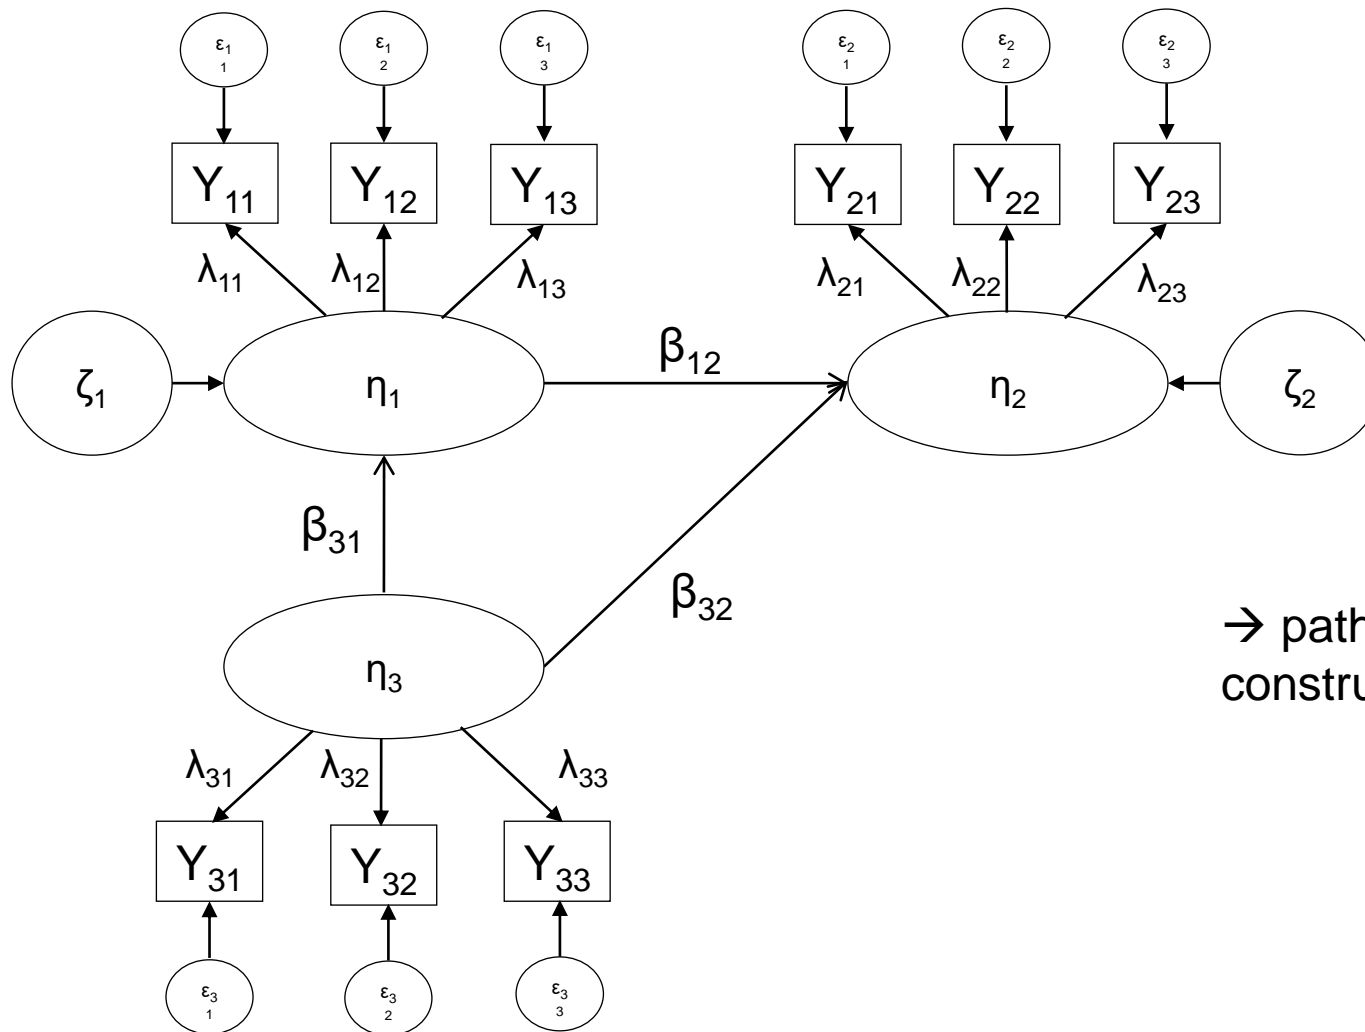 ε₁₁ ε₁₂ ε₁₃ ε₂₁ ε₂₂ ε₂₃
Y₁₁ Y₁₂ Y₁₃ Y₂₁ Y₂₂ Y₂₃
λ₁₁ λ₁₂ λ₁₃ λ₂₁ λ₂₂ λ₂₃
β₁₂
ζ₁ η₁ η₂ ζ₂
β₃₁
β₃₂
→ path
constru
η₃
λ₃₁ λ₃₂ λ₃₃
Y₃₁ Y₃₂ Y₃₃
ε₃₁ ε₃₂ ε₃₃